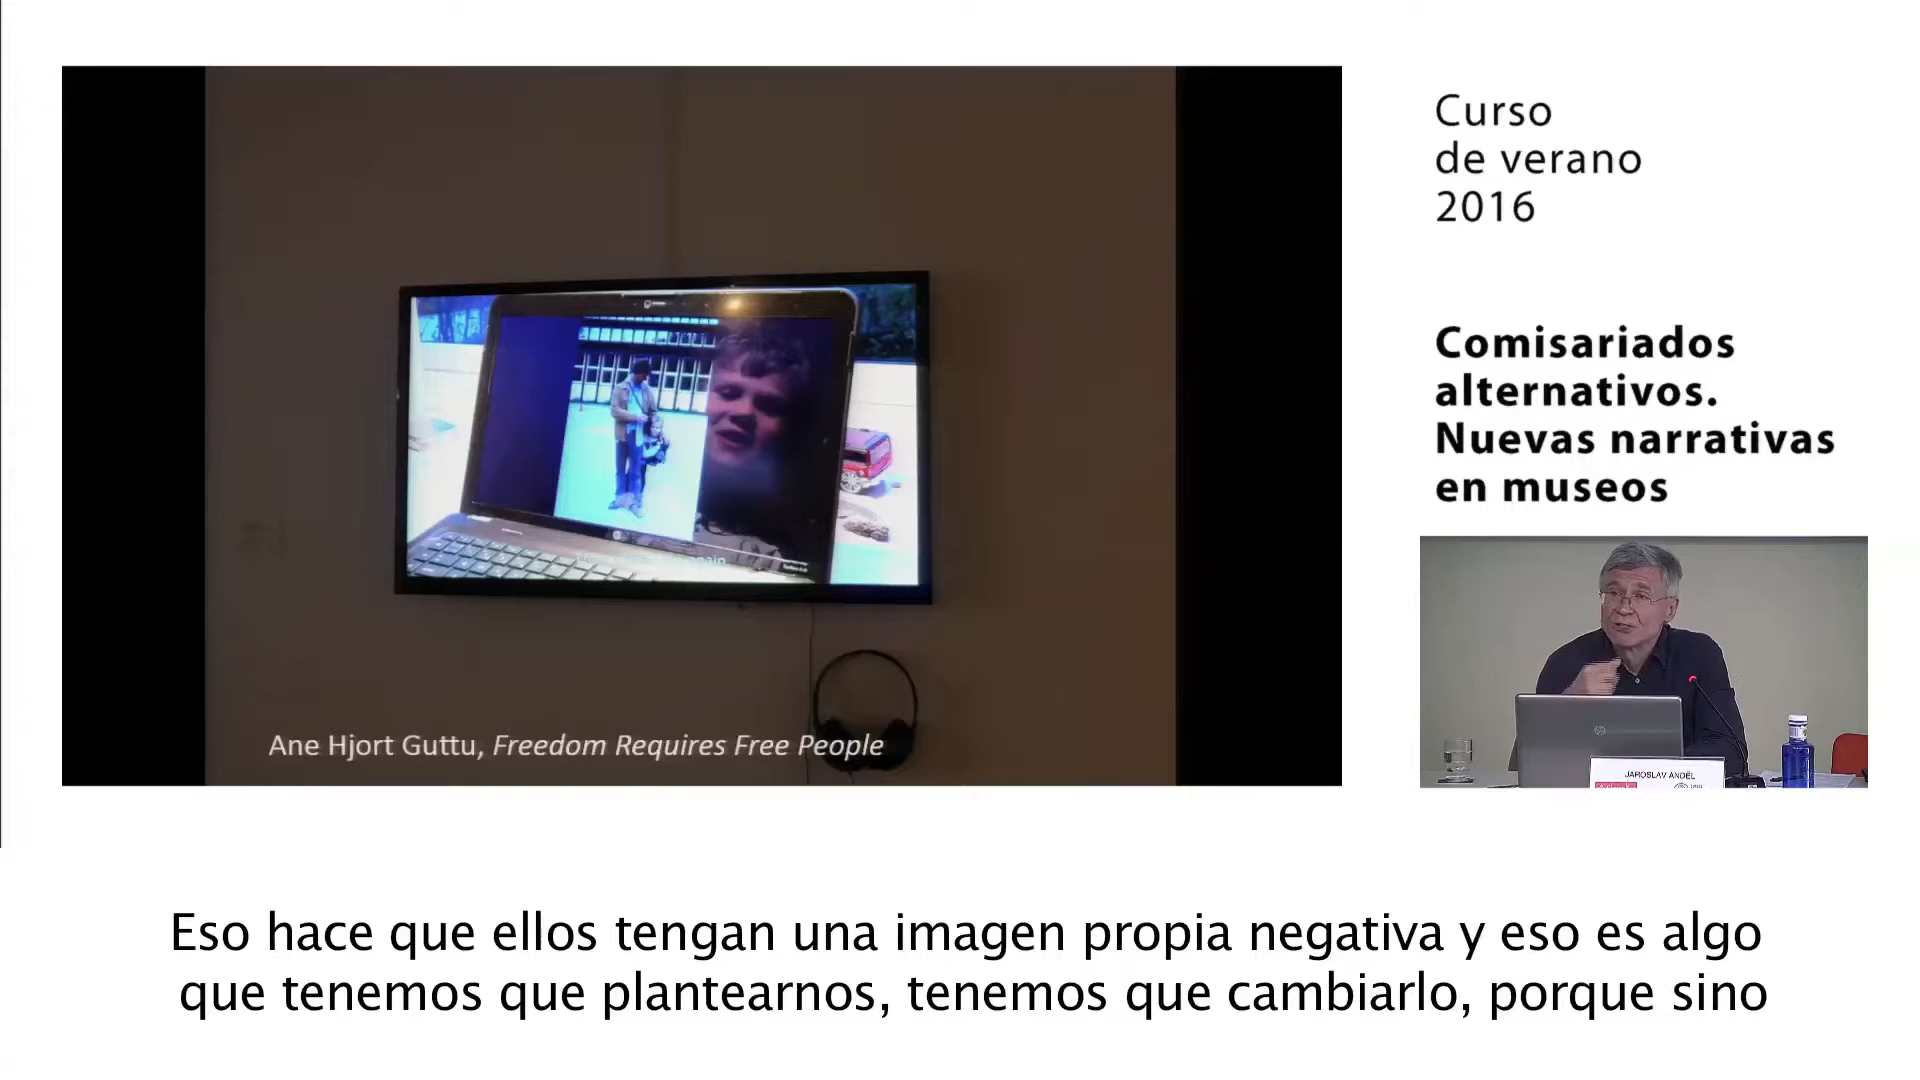 Curso
de verano
2016
Comisariados
alternativos.
Nuevas narrativas
en museos
Ane Hjort Guttu, Freedom Requires Free People
JAROSLAV ANDĚL
Eso hace que ellos tengan una imagen propia negativa y eso es algo
que tenemos que plantearnos, tenemos que cambiarlo, porque sino